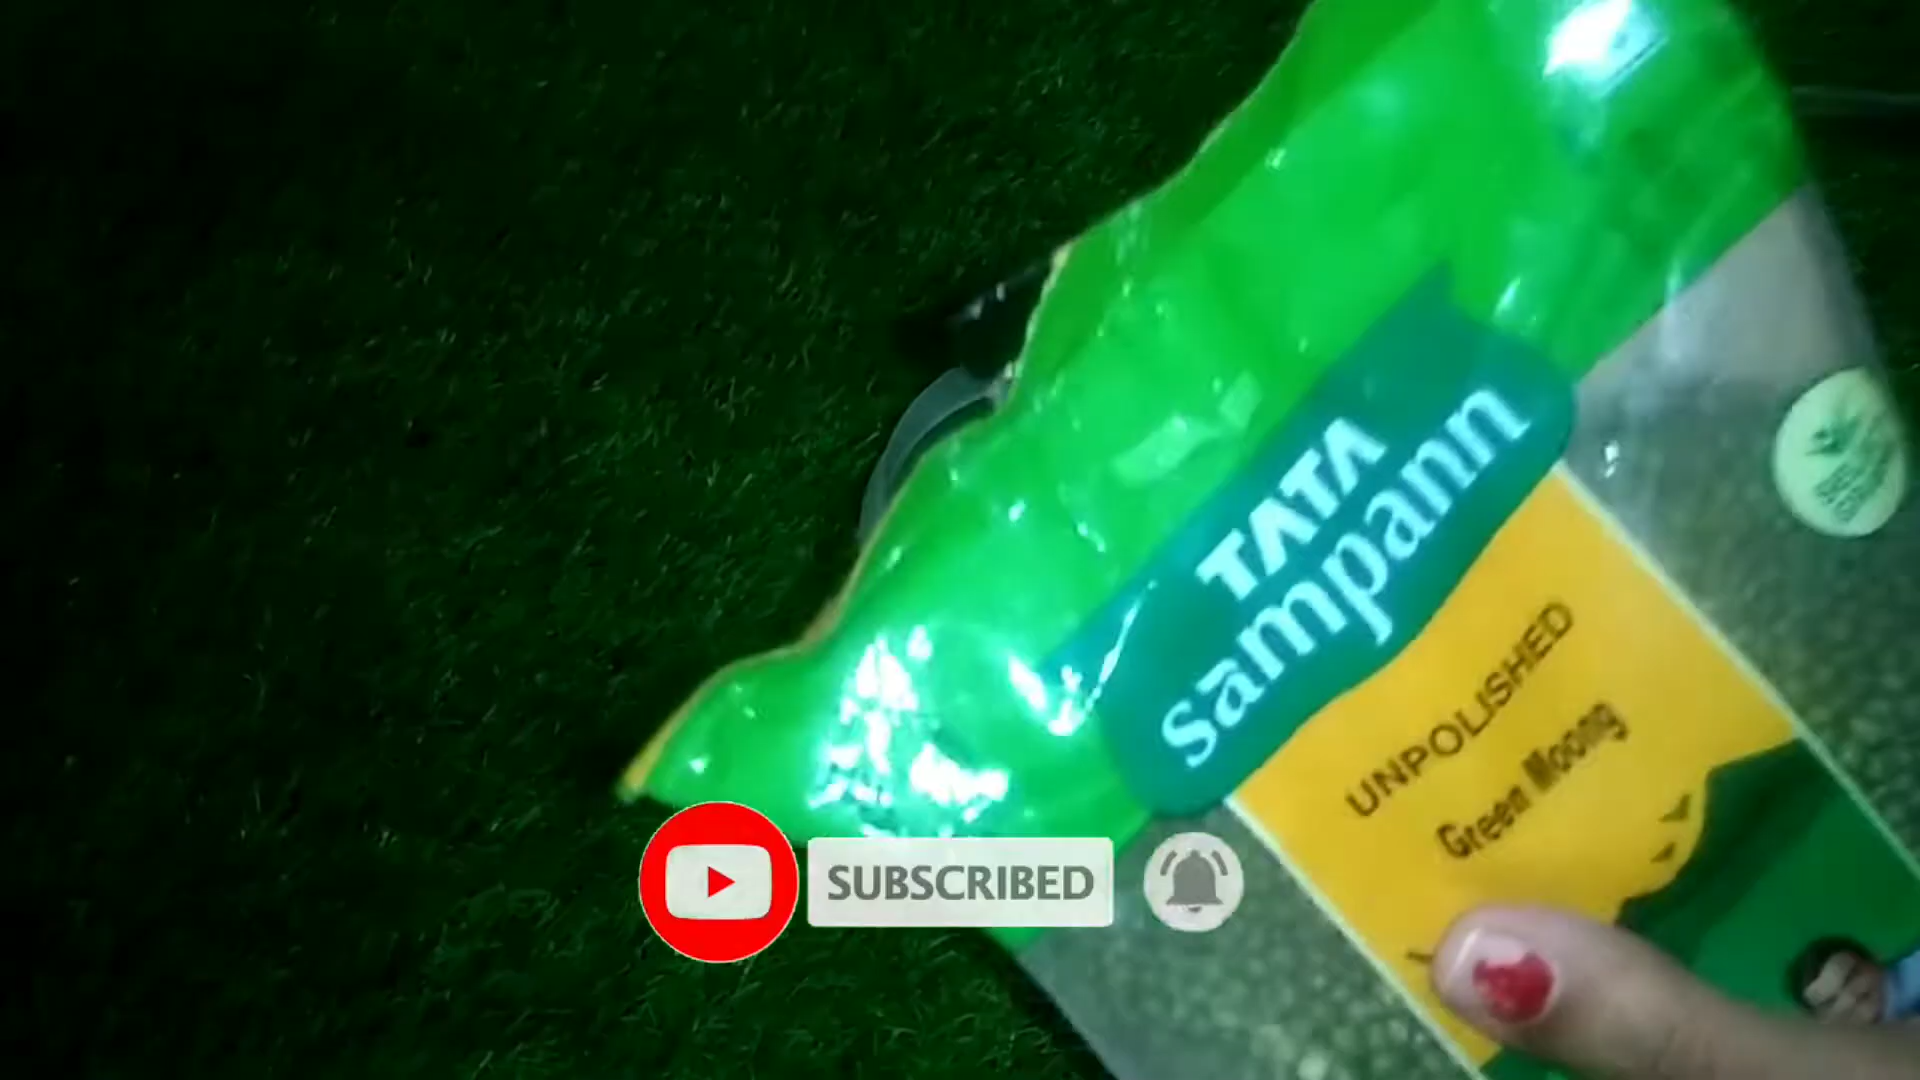 TATA
sampann
UNPOLISHED
Green Moong
SUBSCRIBED